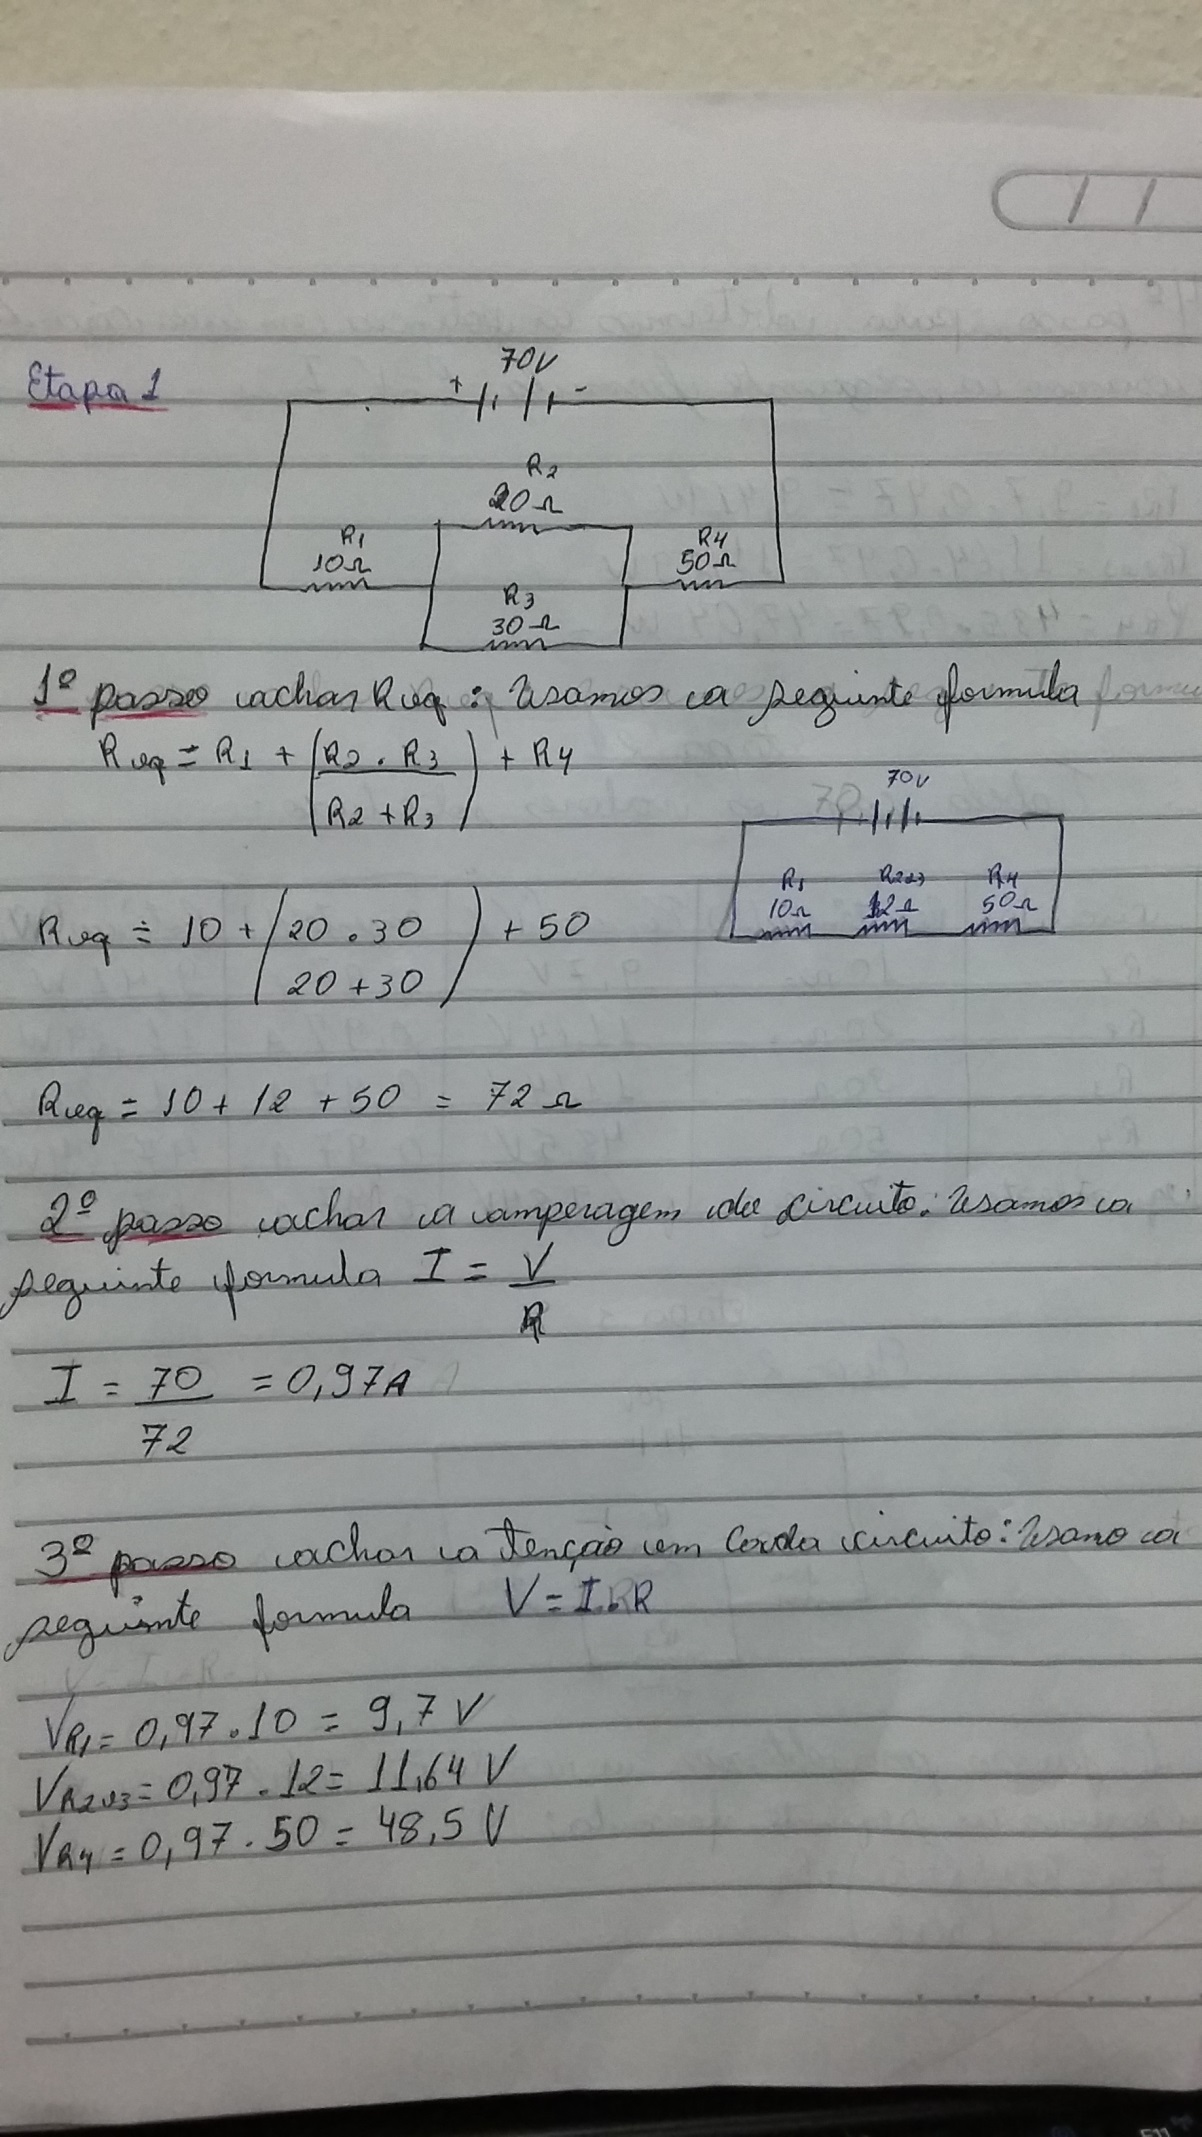 70V
Etapa 1
+ -
R2
20Ω
R1
10Ω
R4
50Ω
R3
30Ω
1º passo achar Req: Usamos a seguinte formula
Req = R1 + (R2 . R3 / R2 + R3) + R4
70V
R1 R2e3 R4
10Ω 12Ω 50Ω
Req = 10 + (20 . 30
20 + 30) + 50
Req = 10 + 12 + 50 = 72Ω
2º passo achar a amperagem do circuito. Usamos a
seguinte formula I = V / R
I = 70 / 72 = 0,97A
3º passo achar a tenção em cada circuito: Usamo a
seguinte formula V = I.R
VR1 = 0,97 . 10 = 9,7 V
VR2e3 = 0,97 . 12 = 11,64 V
VR4 = 0,97 . 50 = 48,5 V